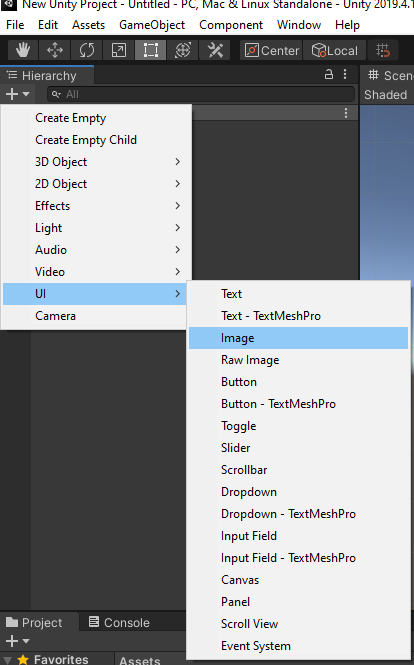 New Unity Project - Untitled - PC, Mac & Linux Standalone - Unity 2019.4.1
File Edit Assets GameObject Component Window Help
Center Local
Hierarchy
Scen
All
Shaded
Create Empty
Create Empty Child
3D Object
2D Object
Effects
Light
Audio
Video
UI
Camera
Text
Text - TextMeshPro
Image
Raw Image
Button
Button - TextMeshPro
Toggle
Slider
Scrollbar
Dropdown
Dropdown - TextMeshPro
Input Field
Input Field - TextMeshPro
Canvas
Panel
Scroll View
Event System
Project Console
Favorites Assets